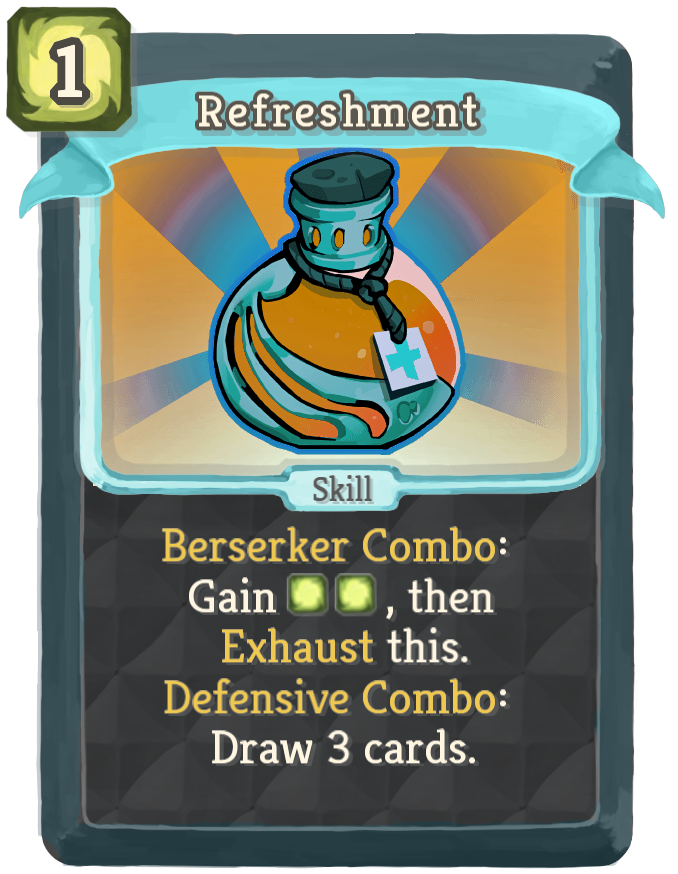 1
Refreshment
Skill
Berserker Combo:
Gain , then
Exhaust this.
Defensive Combo:
Draw 3 cards.